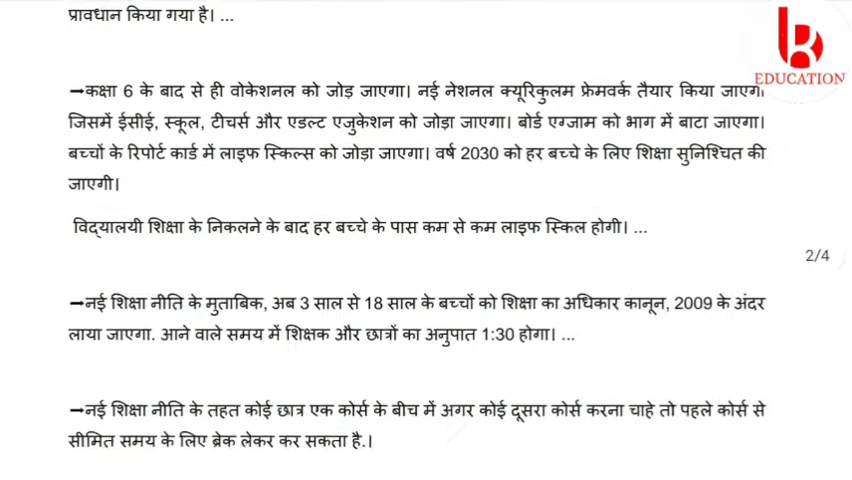 प्रावधान किया गया है। ...
EDUCATION
→कक्षा 6 के बाद से ही वोकेशनल को जोड़ जाएगा। नई नेशनल क्यूरिकुलम फ्रेमवर्क तैयार किया जाएगा
जिसमें ईसीई, स्कूल, टीचर्स और एडल्ट एजुकेशन को जोड़ा जाएगा। बोर्ड एग्जाम को भाग में बाटा जाएगा।
बच्चों के रिपोर्ट कार्ड में लाइफ स्किल्स को जोड़ा जाएगा। वर्ष 2030 को हर बच्चे के लिए शिक्षा सुनिश्चित की
जाएगी।
विद्यालयी शिक्षा के निकलने के बाद हर बच्चे के पास कम से कम लाइफ स्किल होगी। ...
2/4
→नई शिक्षा नीति के मुताबिक, अब 3 साल से 18 साल के बच्चों को शिक्षा का अधिकार कानून, 2009 के अंदर
लाया जाएगा. आने वाले समय में शिक्षक और छात्रों का अनुपात 1:30 होगा। ...
→नई शिक्षा नीति के तहत कोई छात्र एक कोर्स के बीच में अगर कोई दूसरा कोर्स करना चाहे तो पहले कोर्स से
सीमित समय के लिए ब्रेक लेकर कर सकता है.।